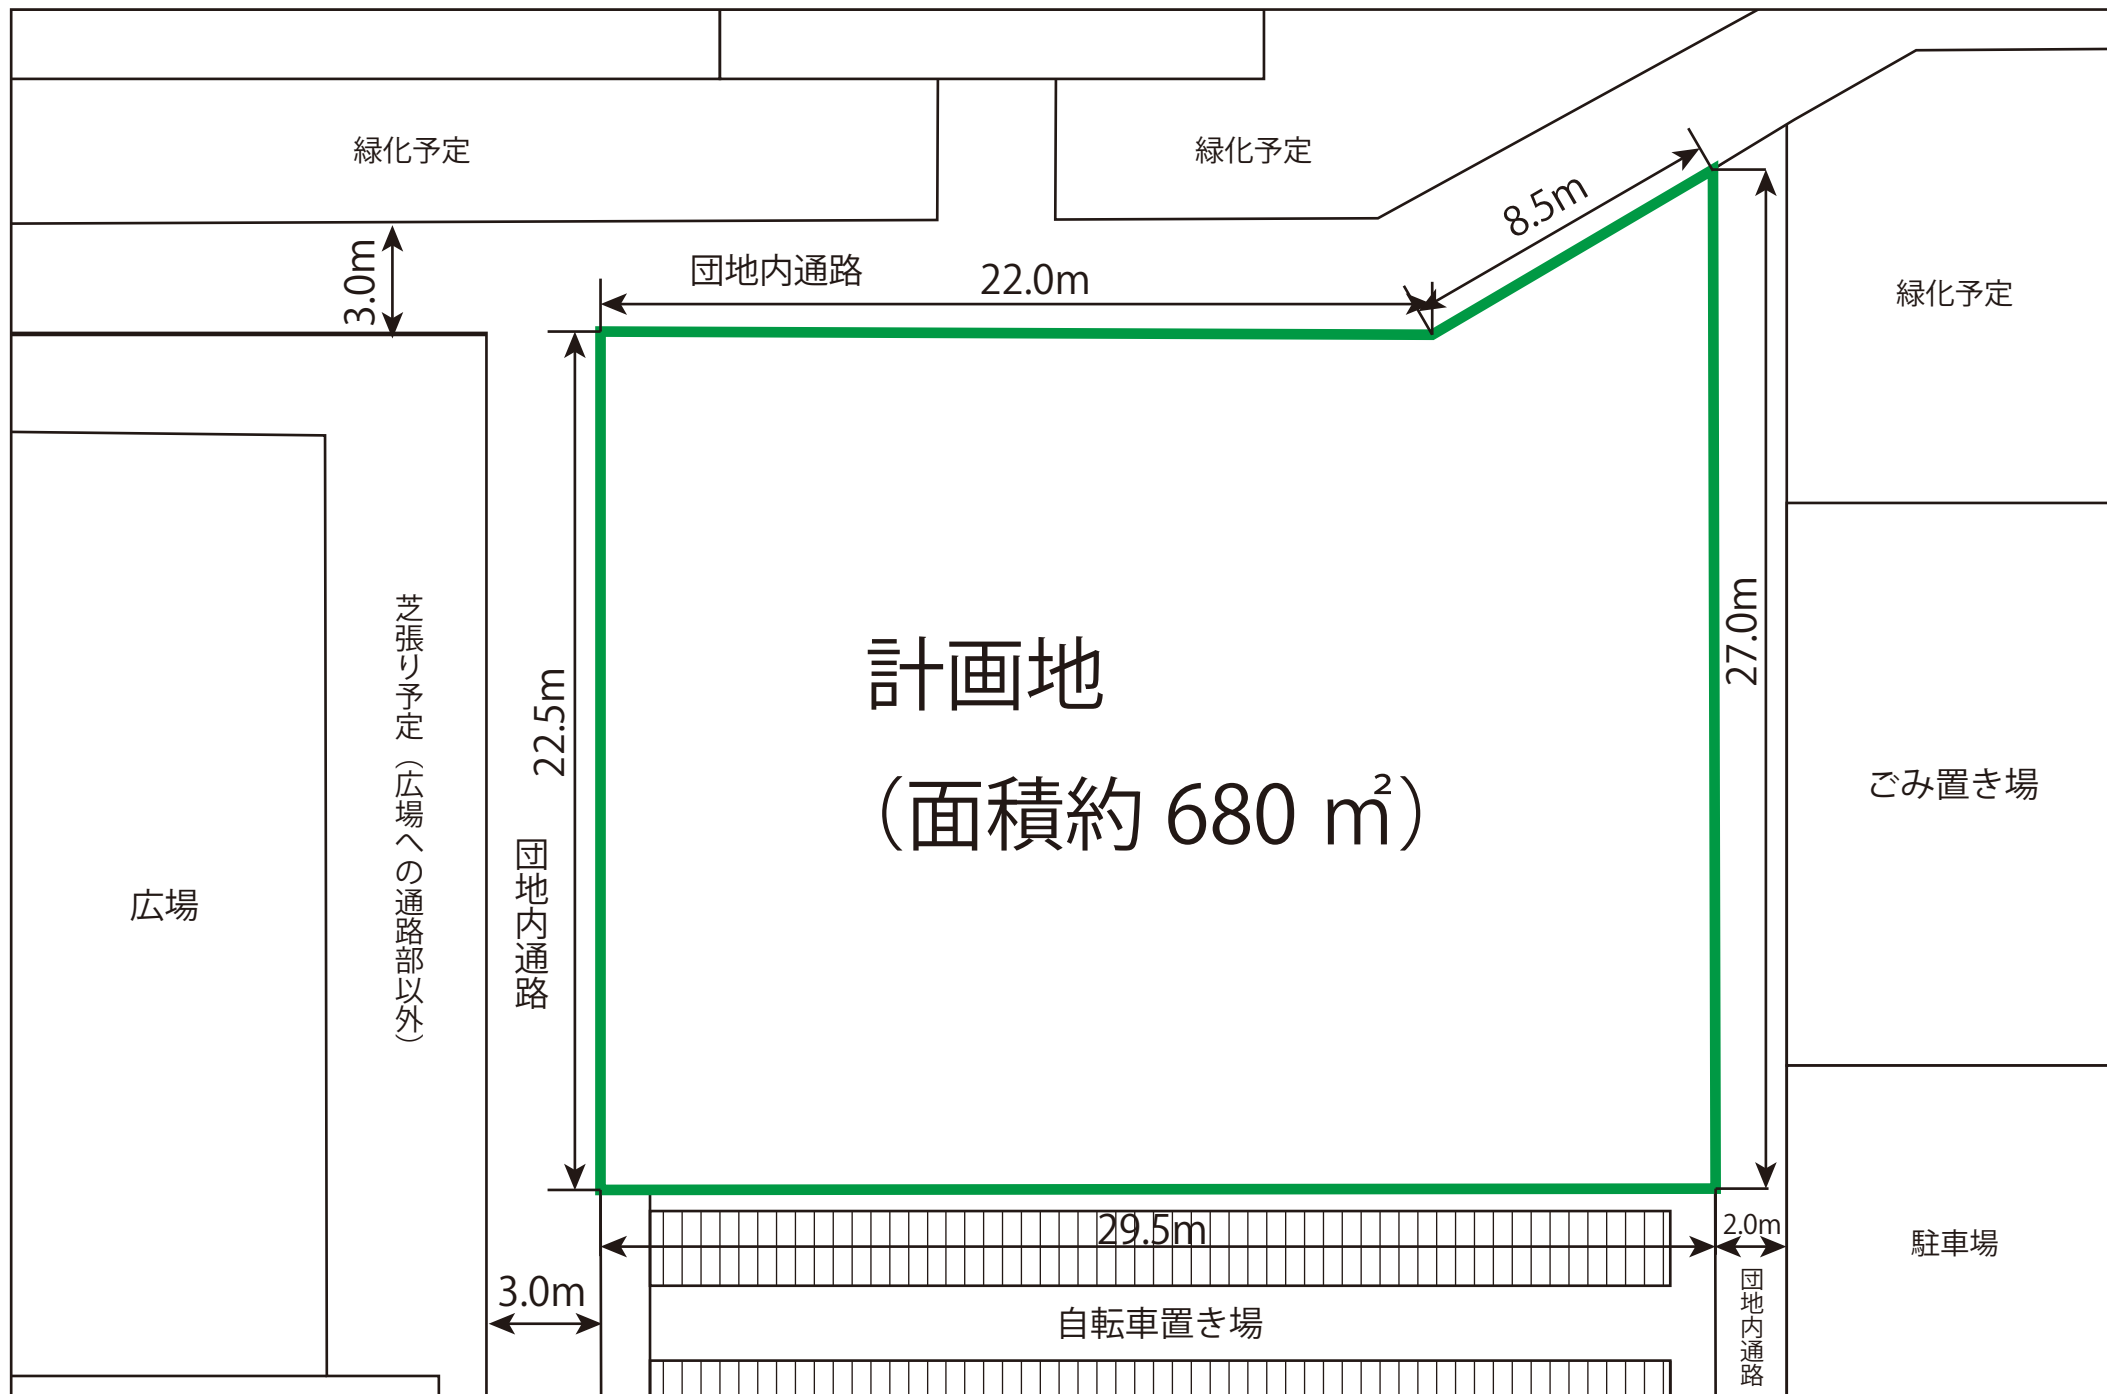 緑化予定
緑化予定
8.5m
3.0m
団地内通路
22.0m
緑化予定
芝張り予定（広場への通路部以外）
22.5m
計画地
27.0m
（面積約 680 ㎡）
ごみ置き場
団地内通路
広場
29.5m
2.0m
駐車場
3.0m
自転車置き場
団地内通路